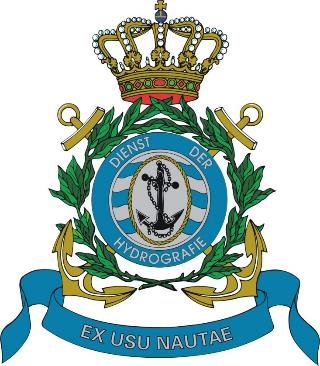 DIENST DER
HYDROGRAFIE
EX USU NAUTAE